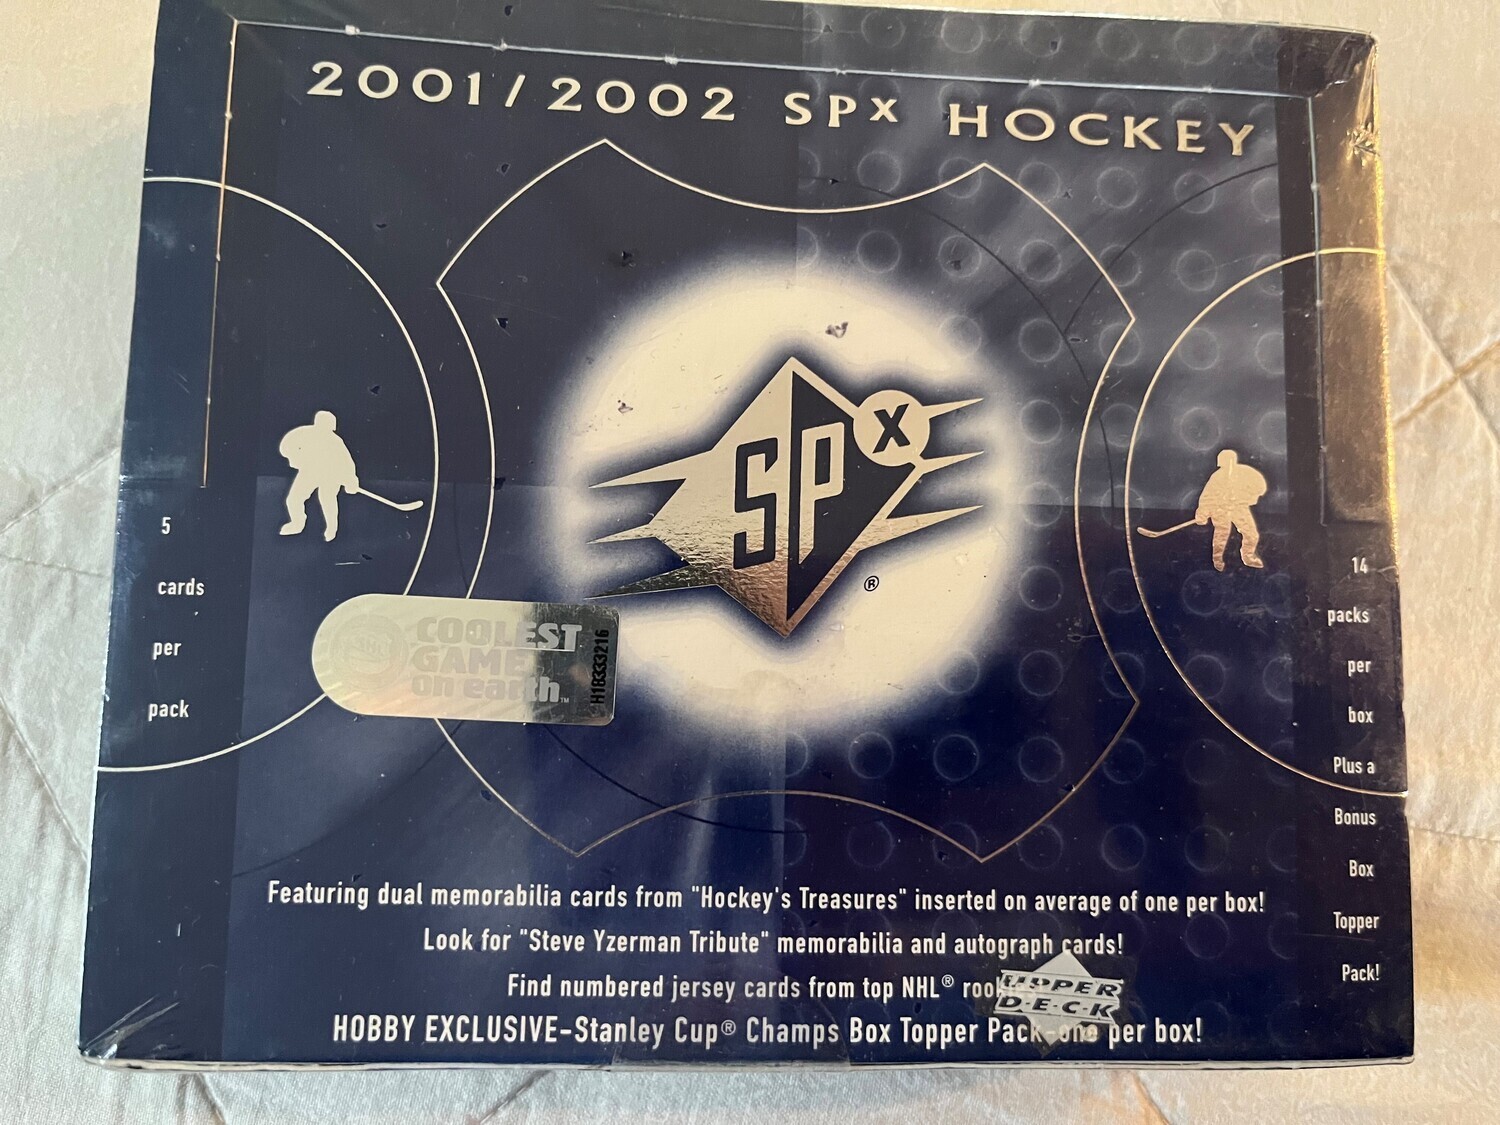 2001/2002 SPx HOCKEY
SPx®
5
cards
per
pack
14
packs
per
box
Plus a
Bonus
Box
Topper
Pack!
COOLEST
GAME
on earth™
H18333216
Featuring dual memorabilia cards from "Hockey's Treasures" inserted on average of one per box!
Look for "Steve Yzerman Tribute" memorabilia and autograph cards!
Find numbered jersey cards from top NHL®
UPPER
D·E·C·K
HOBBY EXCLUSIVE-Stanley Cup® Champs Box Topper Pack-one per box!